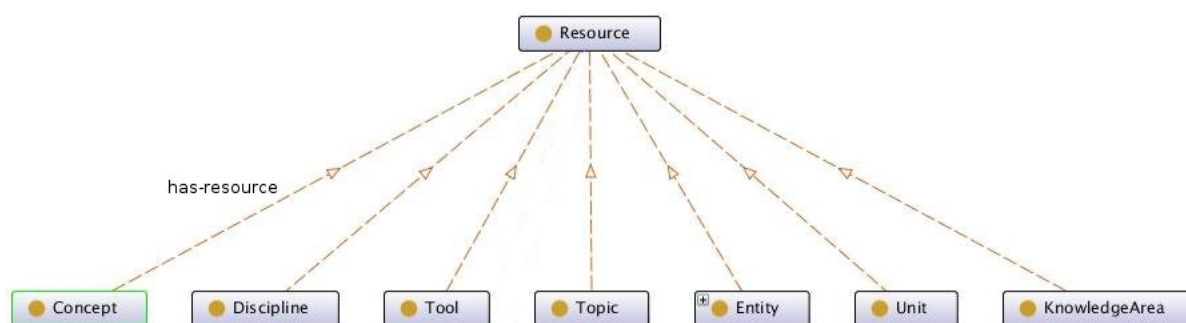 Resource
has-resource
Concept Discipline Tool Topic Entity Unit KnowledgeArea